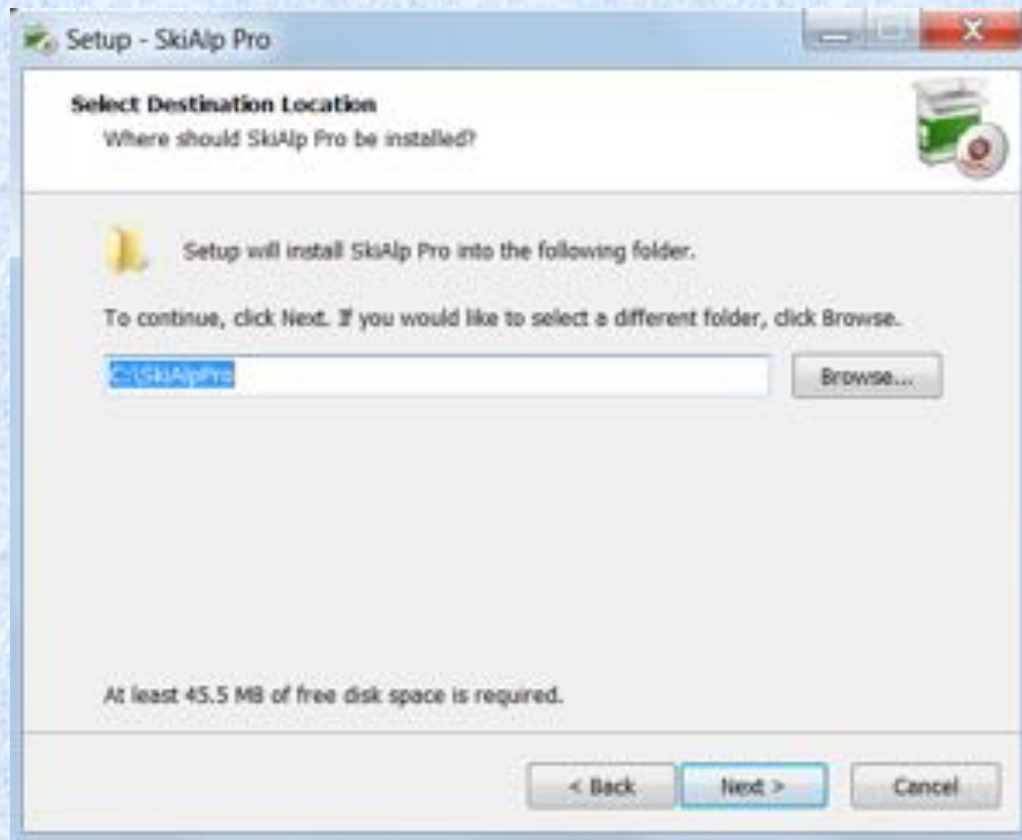 Setup - SkiAlp Pro
Select Destination Location
Where should SkiAlp Pro be installed?
Setup will install SkiAlp Pro into the following folder.
To continue, click Next. If you would like to select a different folder, click Browse.
C:\SkiAlpPro
Browse...
At least 45.5 MB of free disk space is required.
< Back
Next >
Cancel